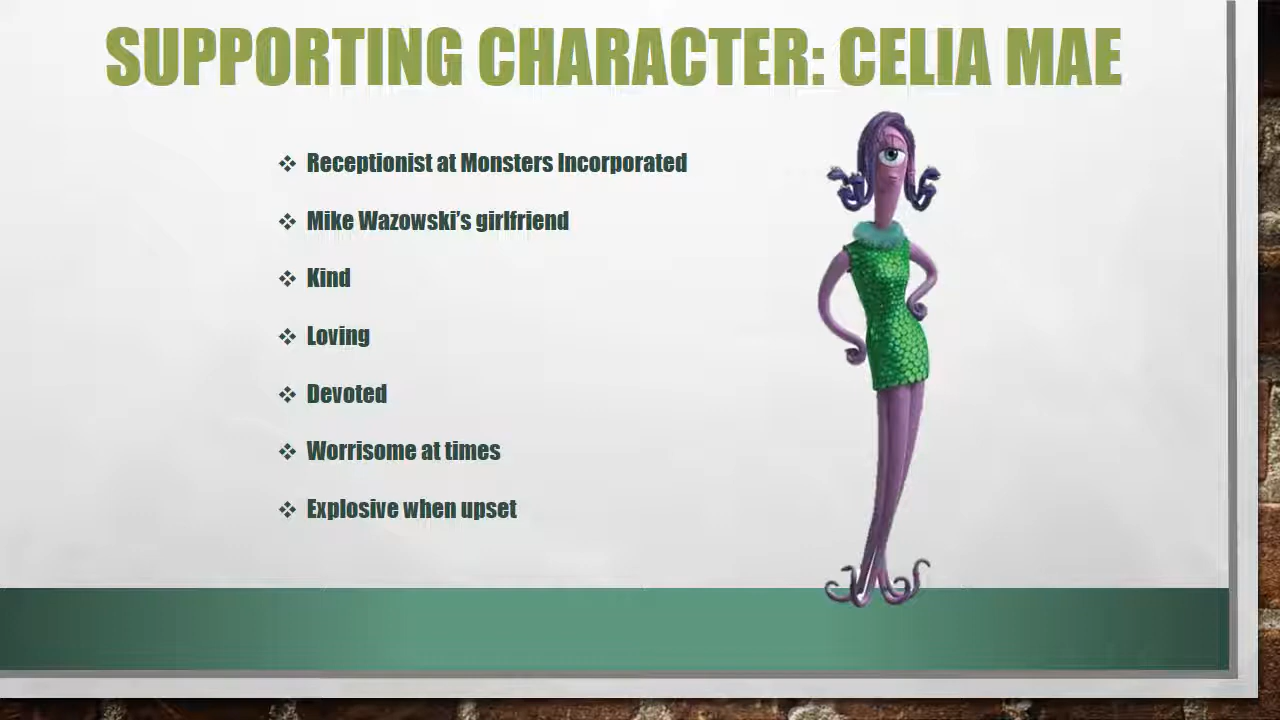 SUPPORTING CHARACTER: CELIA MAE
Receptionist at Monsters Incorporated
Mike Wazowski’s girlfriend
Kind
Loving
Devoted
Worrisome at times
Explosive when upset